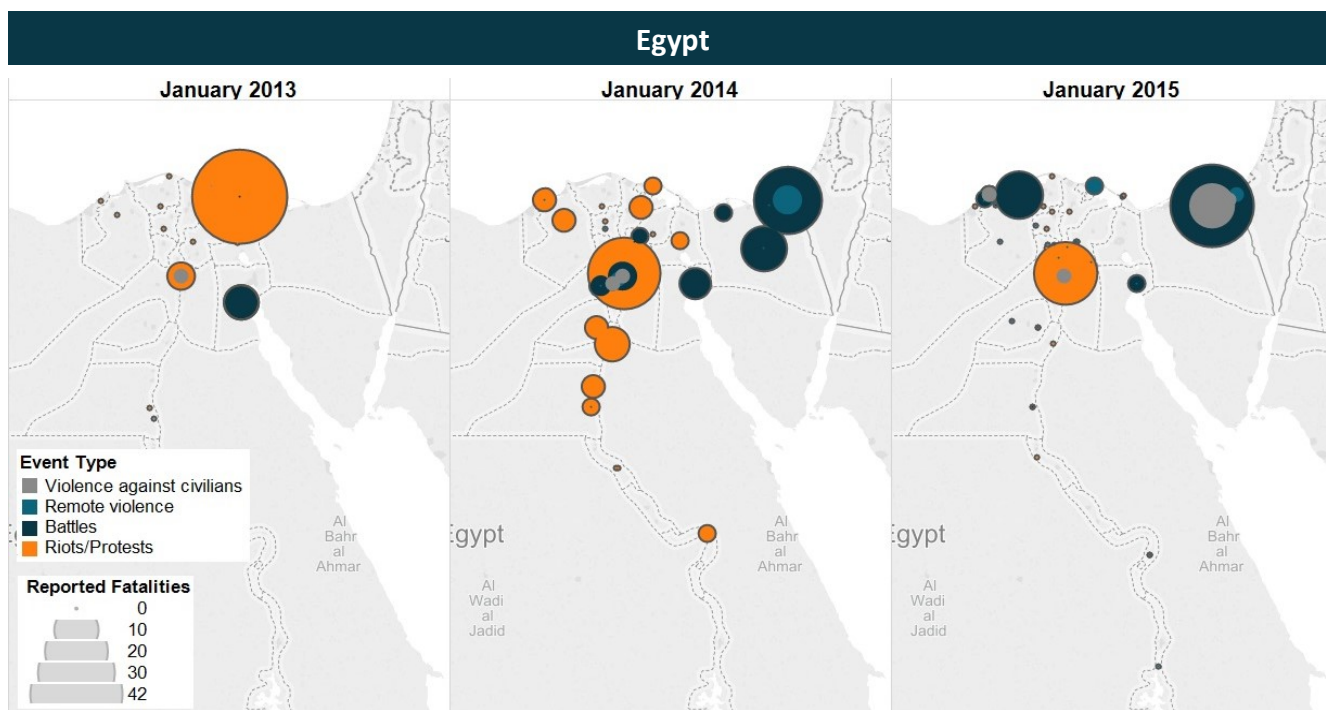 Egypt
January 2013
January 2014
January 2015
Event Type
Violence against civilians
Remote violence
Battles
Riots/Protests
Reported Fatalities
0
10
20
30
42
Al
Bahr
al
Ahmar
Egypt
Al
Wadi
al
Jadid
Al
Bahr
al
Ahmar
Egypt
Al
Wadi
al
Jadid
Al
Bahr
al
Ahmar